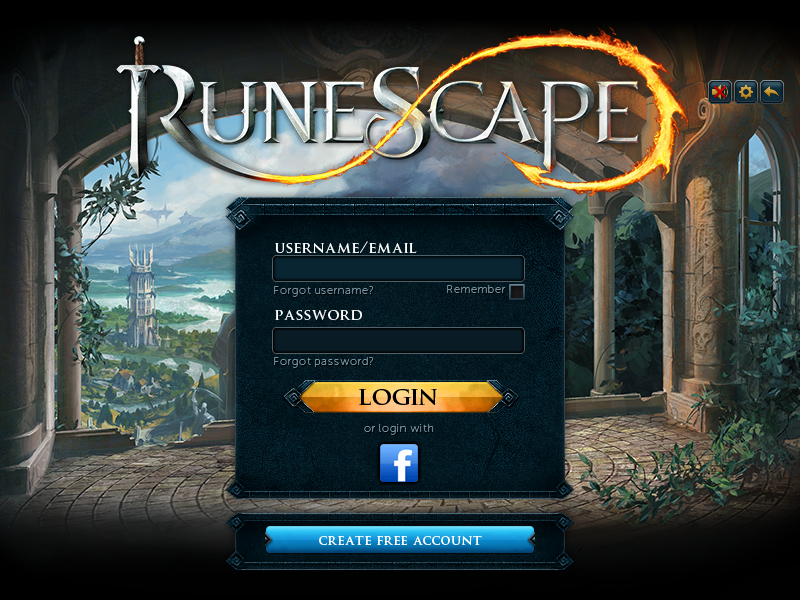 RUNESCAPE
USERNAME/EMAIL
Forgot username? Remember
PASSWORD
Forgot password?
LOGIN
or login with
f
CREATE FREE ACCOUNT